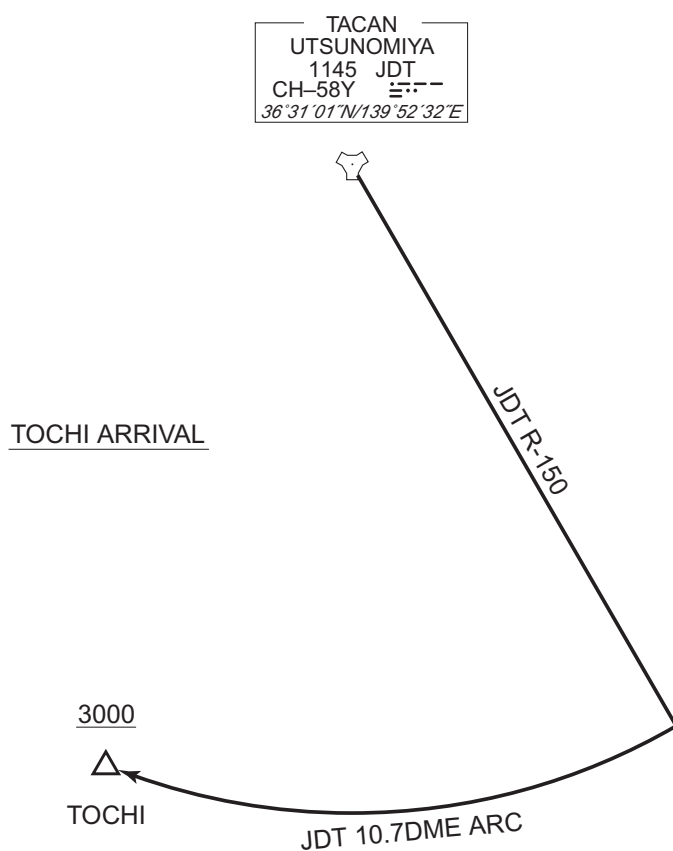 TACAN
UTSUNOMIYA
1145 JDT
CH–58Y
36°31´01˝N/139°52´32˝E
JDT R-150
TOCHI ARRIVAL
3000
TOCHI
JDT 10.7DME ARC